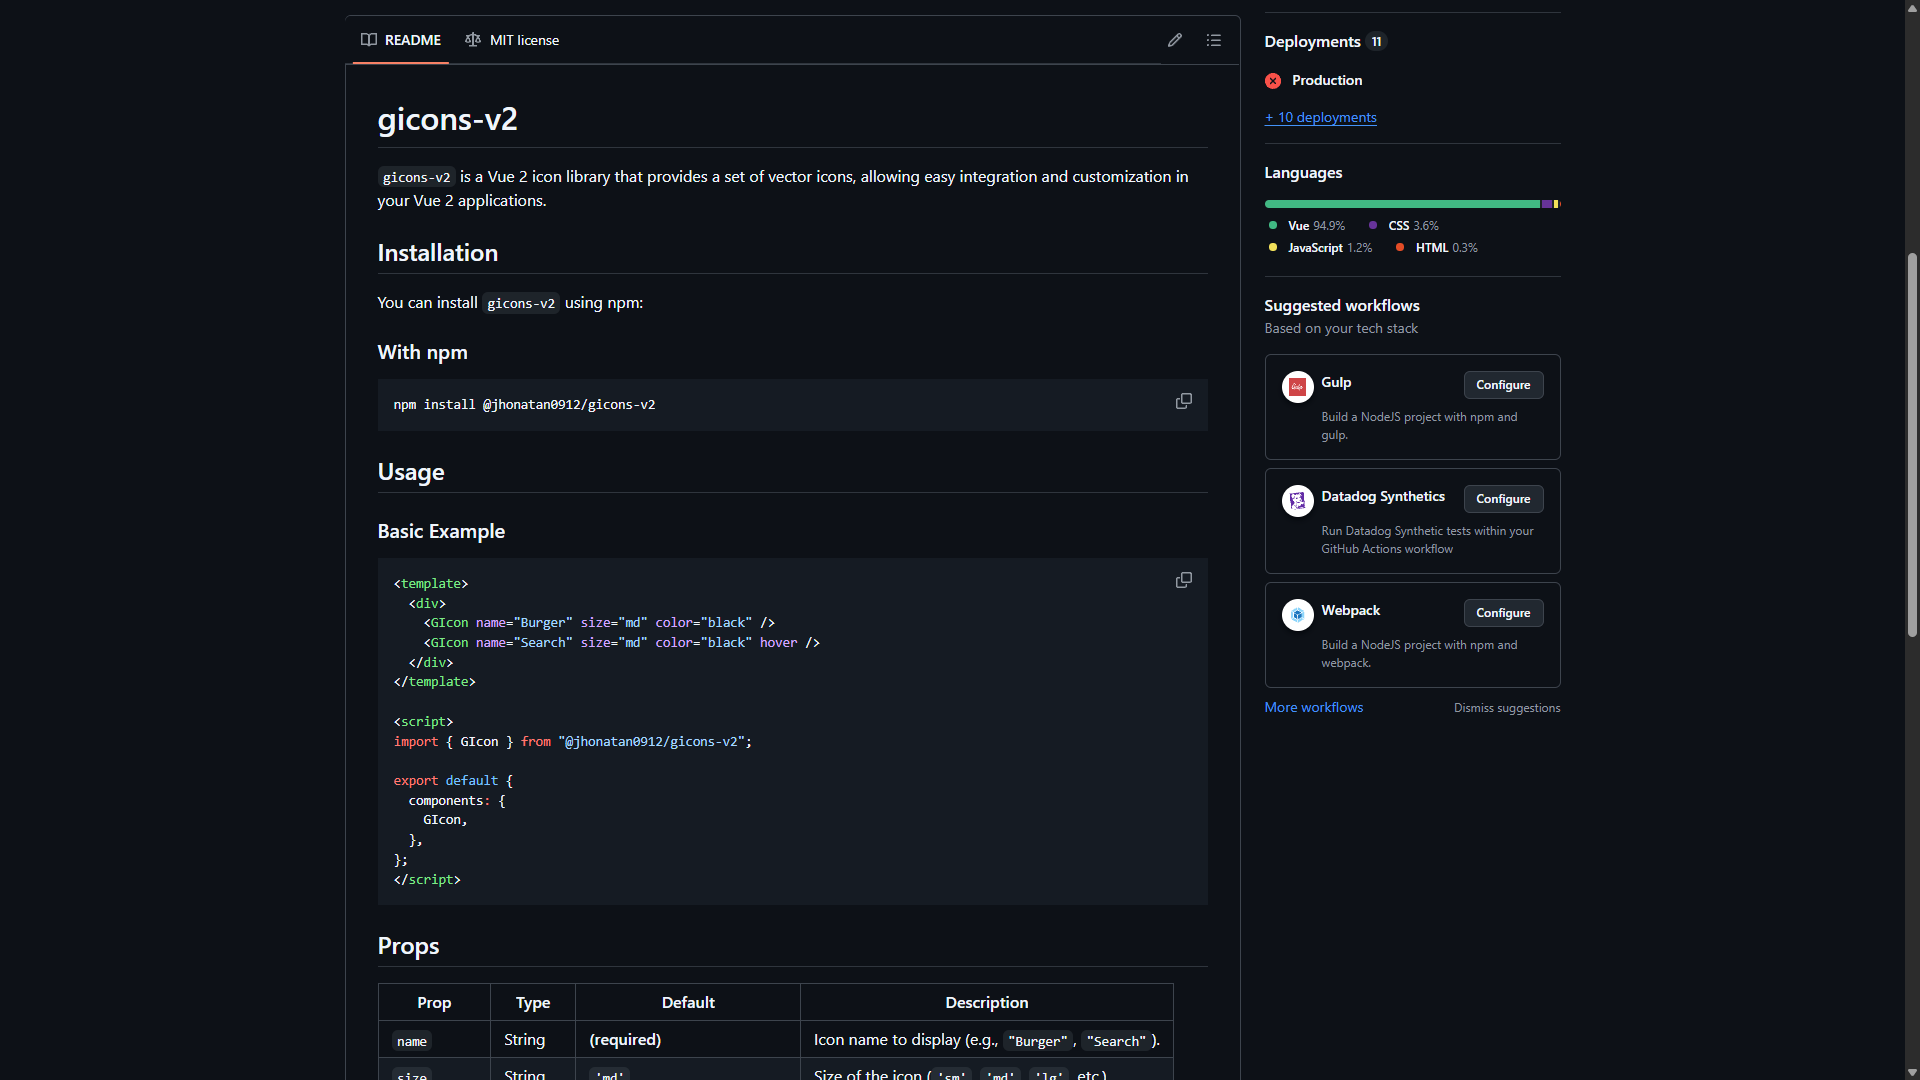 README
MIT license
gicons-v2
gicons-v2 is a Vue 2 icon library that provides a set of vector icons, allowing easy integration and customization in
your Vue 2 applications.
Installation
You can install gicons-v2 using npm:
With npm
npm install @jhonatan0912/gicons-v2
Usage
Basic Example
<template>
  <div>
    <GIcon name="Burger" size="md" color="black" />
    <GIcon name="Search" size="md" color="black" hover />
  </div>
</template>
<script>
import { GIcon } from "@jhonatan0912/gicons-v2";
export default {
  components: {
    GIcon,
  },
};
</script>
Props
Prop Type Default Description
name String (required) Icon name to display (e.g., "Burger", "Search").
size String 'md' Size of the icon ('sm', 'md', 'lg', etc.)
Deployments 11
Production
+ 10 deployments
Languages
Vue 94.9% CSS 3.6%
JavaScript 1.2% HTML 0.3%
Suggested workflows
Based on your tech stack
Gulp Configure
Build a NodeJS project with npm and
gulp.
Datadog Synthetics Configure
Run Datadog Synthetic tests within your
GitHub Actions workflow
Webpack Configure
Build a NodeJS project with npm and
webpack.
More workflows Dismiss suggestions